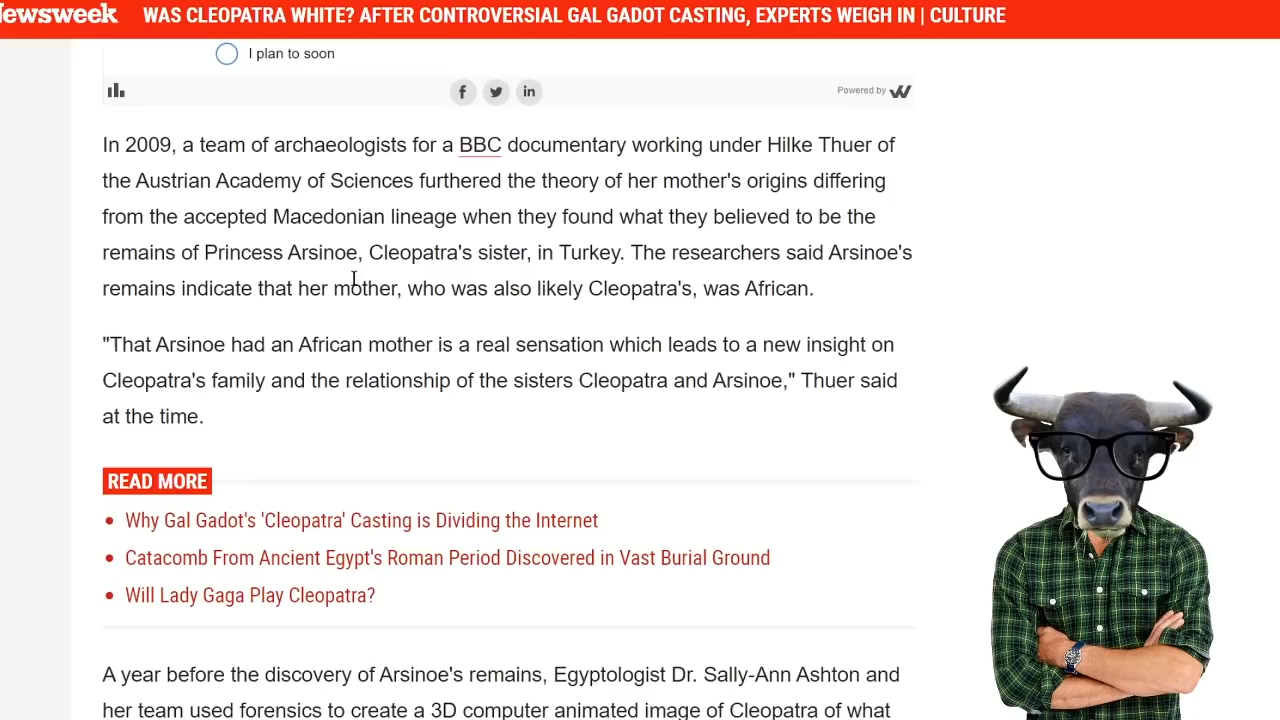 Newsweek
WAS CLEOPATRA WHITE? AFTER CONTROVERSIAL GAL GADOT CASTING, EXPERTS WEIGH IN | CULTURE
I plan to soon
Powered by
In 2009, a team of archaeologists for a BBC documentary working under Hilke Thuer of
the Austrian Academy of Sciences furthered the theory of her mother's origins differing
from the accepted Macedonian lineage when they found what they believed to be the
remains of Princess Arsinoe, Cleopatra's sister, in Turkey. The researchers said Arsinoe's
remains indicate that her mother, who was also likely Cleopatra's, was African.
"That Arsinoe had an African mother is a real sensation which leads to a new insight on
Cleopatra's family and the relationship of the sisters Cleopatra and Arsinoe," Thuer said
at the time.
READ MORE
• Why Gal Gadot's 'Cleopatra' Casting is Dividing the Internet
• Catacomb From Ancient Egypt's Roman Period Discovered in Vast Burial Ground
• Will Lady Gaga Play Cleopatra?
A year before the discovery of Arsinoe's remains, Egyptologist Dr. Sally-Ann Ashton and
her team used forensics to create a 3D computer animated image of Cleopatra of what